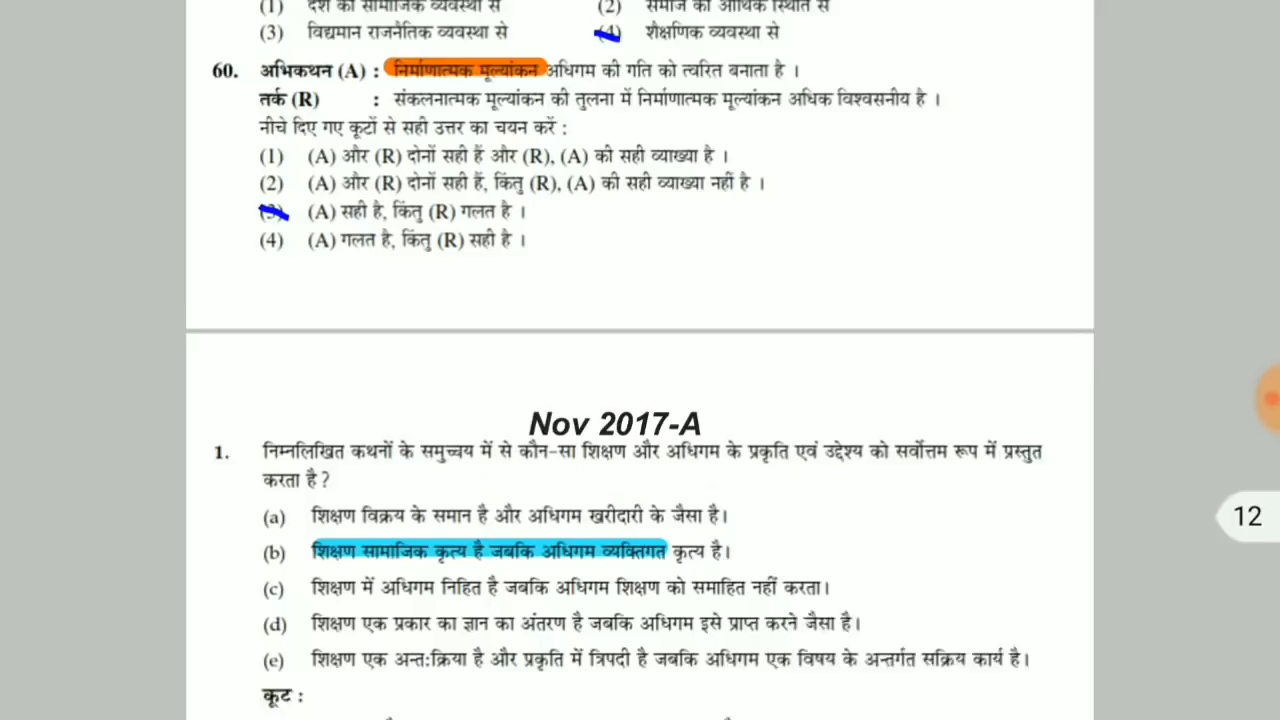 (1) देश की सामाजिक व्यवस्था से (2) समाज की आर्थिक स्थिति से
(3) विद्यमान राजनैतिक व्यवस्था से (4) शैक्षणिक व्यवस्था से
60. अभिकथन (A) : निर्माणात्मक मूल्यांकन अधिगम की गति को त्वरित बनाता है ।
तर्क (R) : संकलनात्मक मूल्यांकन की तुलना में निर्माणात्मक मूल्यांकन अधिक विश्वसनीय है ।
नीचे दिए गए कूटों से सही उत्तर का चयन करें :
(1) (A) और (R) दोनों सही हैं और (R), (A) की सही व्याख्या है ।
(2) (A) और (R) दोनों सही हैं, किंतु (R), (A) की सही व्याख्या नहीं है ।
(3) (A) सही है, किंतु (R) गलत है ।
(4) (A) गलत है, किंतु (R) सही है ।
Nov 2017-A
1. निम्नलिखित कथनों के समुच्चय में से कौन-सा शिक्षण और अधिगम के प्रकृति एवं उद्देश्य को सर्वोत्तम रूप में प्रस्तुत
करता है?
(a) शिक्षण विक्रय के समान है और अधिगम खरीदारी के जैसा है।
(b) शिक्षण सामाजिक कृत्य है जबकि अधिगम व्यक्तिगत कृत्य है।
(c) शिक्षण में अधिगम निहित है जबकि अधिगम शिक्षण को समाहित नहीं करता।
(d) शिक्षण एक प्रकार का ज्ञान का अंतरण है जबकि अधिगम इसे प्राप्त करने जैसा है।
(e) शिक्षण एक अन्त:क्रिया है और प्रकृति में त्रिपदी है जबकि अधिगम एक विषय के अन्तर्गत सक्रिय कार्य है।
कूट :
12